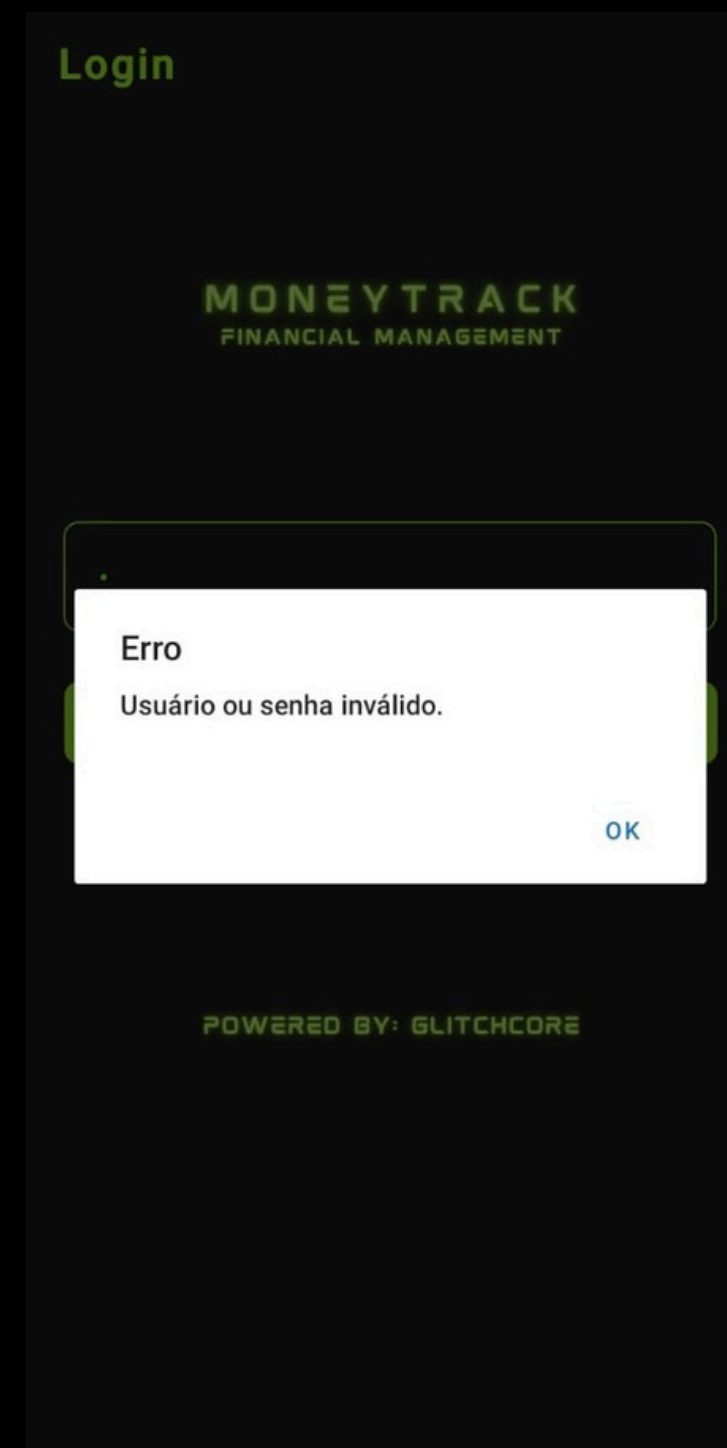 Login
MONEYTRACK
FINANCIAL MANAGEMENT
Erro
Usuário ou senha inválido.
OK
POWERED BY: GLITCHCORE